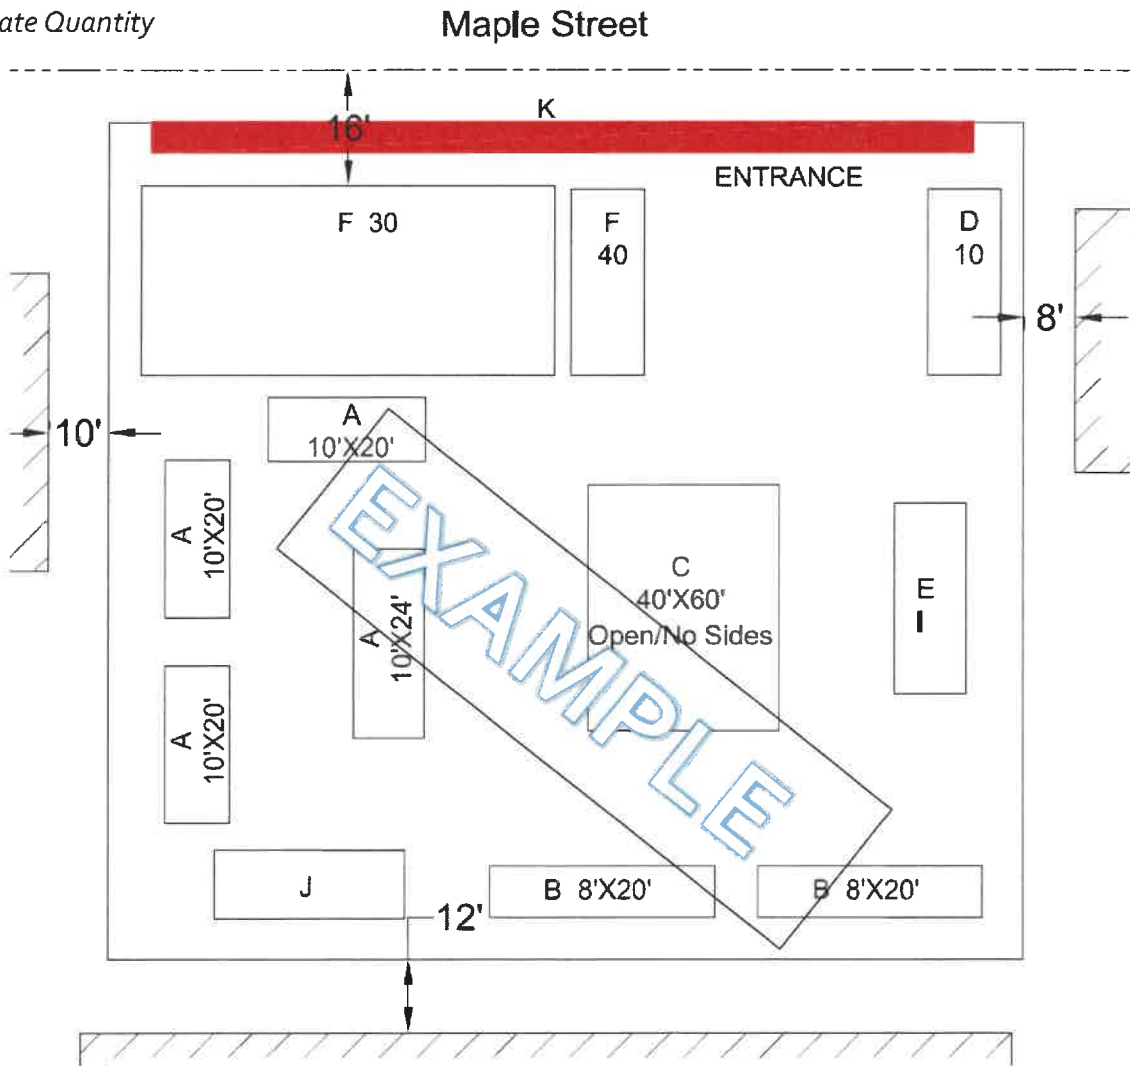 ate Quantity
Maple Street
K
16'
ENTRANCE
F 30
F
40
D
10
8'
10'
A
10'X20'
A
10'X20'
A
10'X24'
C
40'X60'
Open/No Sides
E
I
A
10'X20'
EXAMPLE
J
B 8'X20'
B 8'X20'
12'